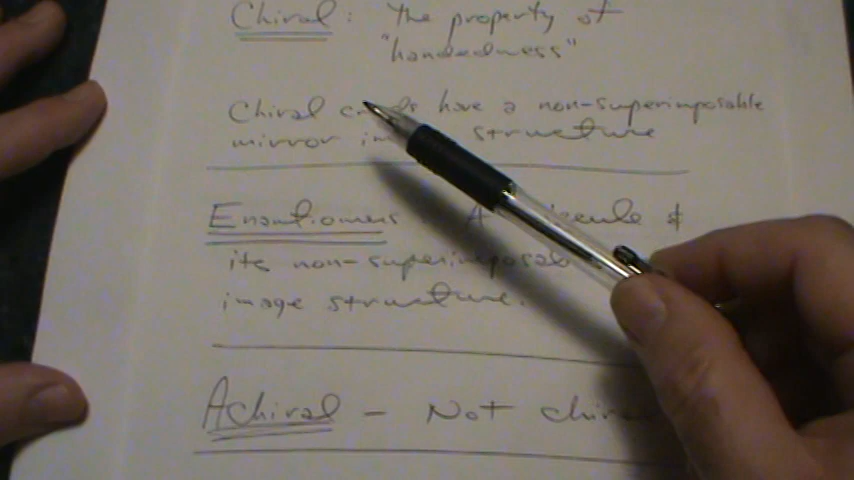 Chiral: The property of
"handedness"
Chiral have a non-superimposable
mirror structure
Enantiomers A &
its non-superimposable
image structure.
Achiral - Not chiral